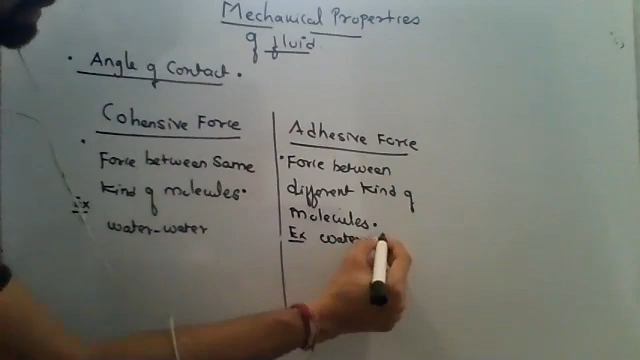 Mechanical Properties
of fluid.
• Angle of Contact.
Cohensive Force
• Force between Same
kind of molecules.
Ex
water-water
Adhesive Force
• Force between
different kind of
molecules.
Ex water